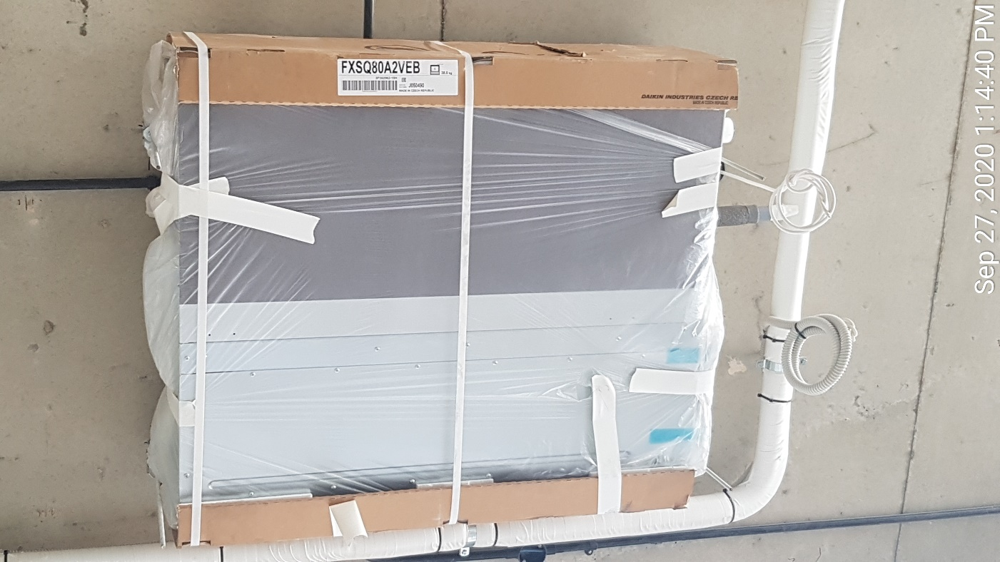 FXSQ80A2VEB
38.0 kg
J050490
MADE IN CZECH REPUBLIC
DAIKIN INDUSTRIES CZECH RE
MADE IN CZECH REPUBLIC
Sep 27, 2020 1:14:40 PM